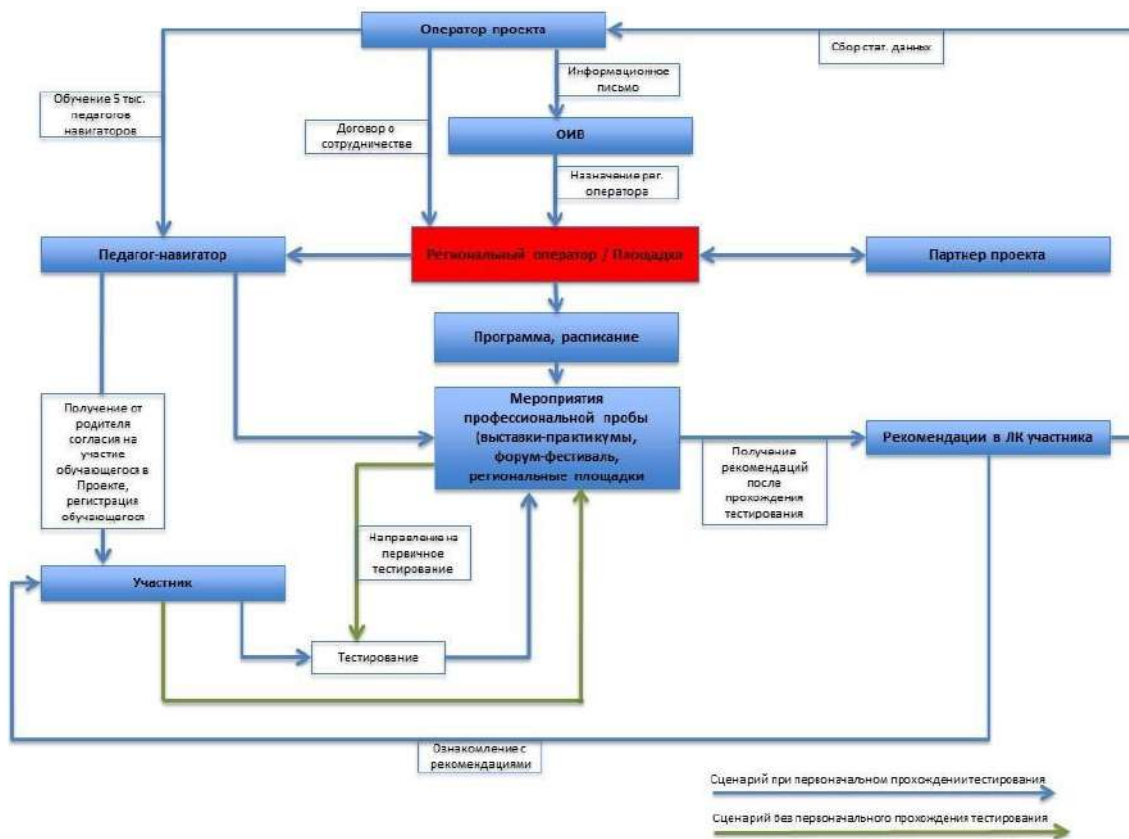 Оператор проекта
Сбор стат. данных
Информационное
письмо
Обучение 5 тыс.
педагогов
навигаторов
Договор о
сотрудничестве
ОИВ
Назначение рег.
оператора
Педагог-навигатор
Региональный оператор / Площадка
Партнер проекта
Программа, расписание
Получение от
родителя
согласия на
участие
обучающегося в
Проекте,
регистрация
обучающегося
Мероприятия
профессиональной пробы
(выставки-практикумы,
форум-фестиваль,
региональные площадки
Рекомендации в ЛК участника
Получение
рекомендаций
после
прохождения
тестирования
Направление на
первичное
тестирование
Участник
Тестирование
Ознакомление с
рекомендациями
Сценарий при первоначальном прохождении тестирования
Сценарий без первоначального прохождения тестирования